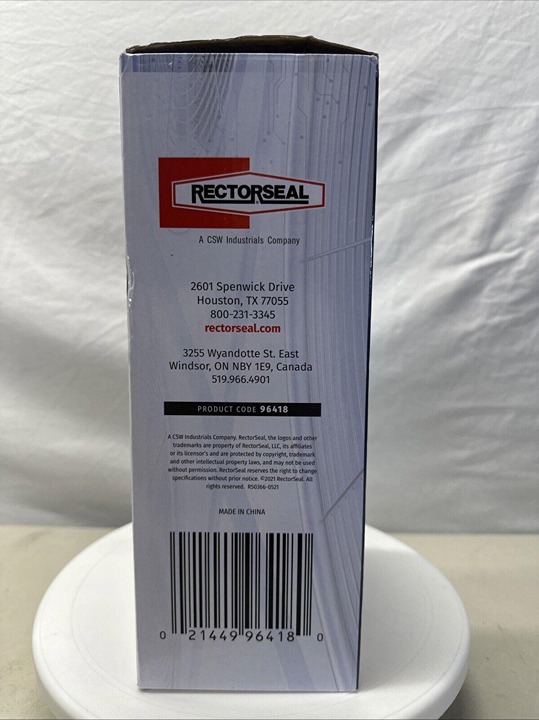 RECTORSEAL
A CSW Industrials Company
2601 Spenwick Drive
Houston, TX 77055
800-231-3345
rectorseal.com
3255 Wyandotte St. East
Windsor, ON NBY 1E9, Canada
519.966.4901
PRODUCT CODE 96418
A CSW Industrials Company. RectorSeal, the logos and other
trademarks are property of RectorSeal, LLC, its affiliates
or its licensor's and are protected by copyright, trademark
and other intellectual property laws, and may not be used
without permission. RectorSeal reserves the right to change
specifications without prior notice. ©2021 RectorSeal. All
rights reserved. R50366-0521
MADE IN CHINA
0 21449 96418 0